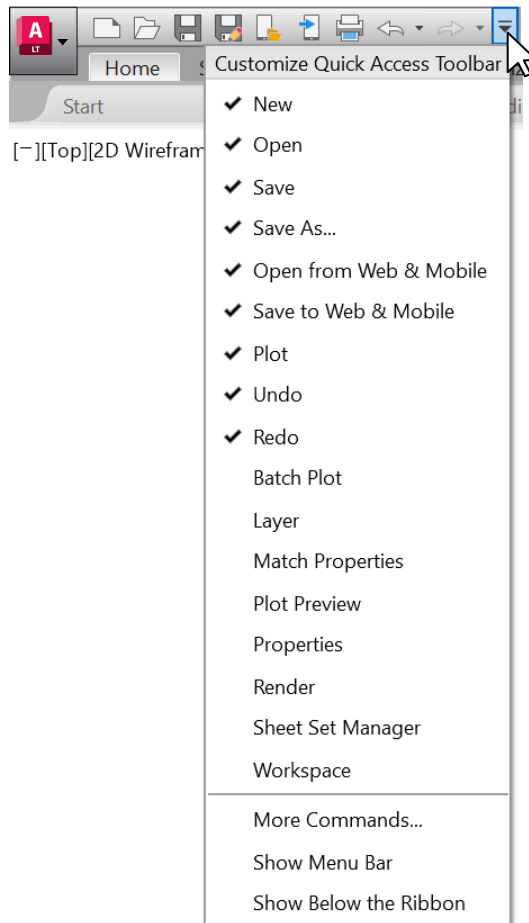 A
LT
Home
Customize Quick Access Toolbar
Start
[−][Top][2D Wirefram
New
Open
Save
Save As...
Open from Web & Mobile
Save to Web & Mobile
Plot
Undo
Redo
Batch Plot
Layer
Match Properties
Plot Preview
Properties
Render
Sheet Set Manager
Workspace
More Commands...
Show Menu Bar
Show Below the Ribbon